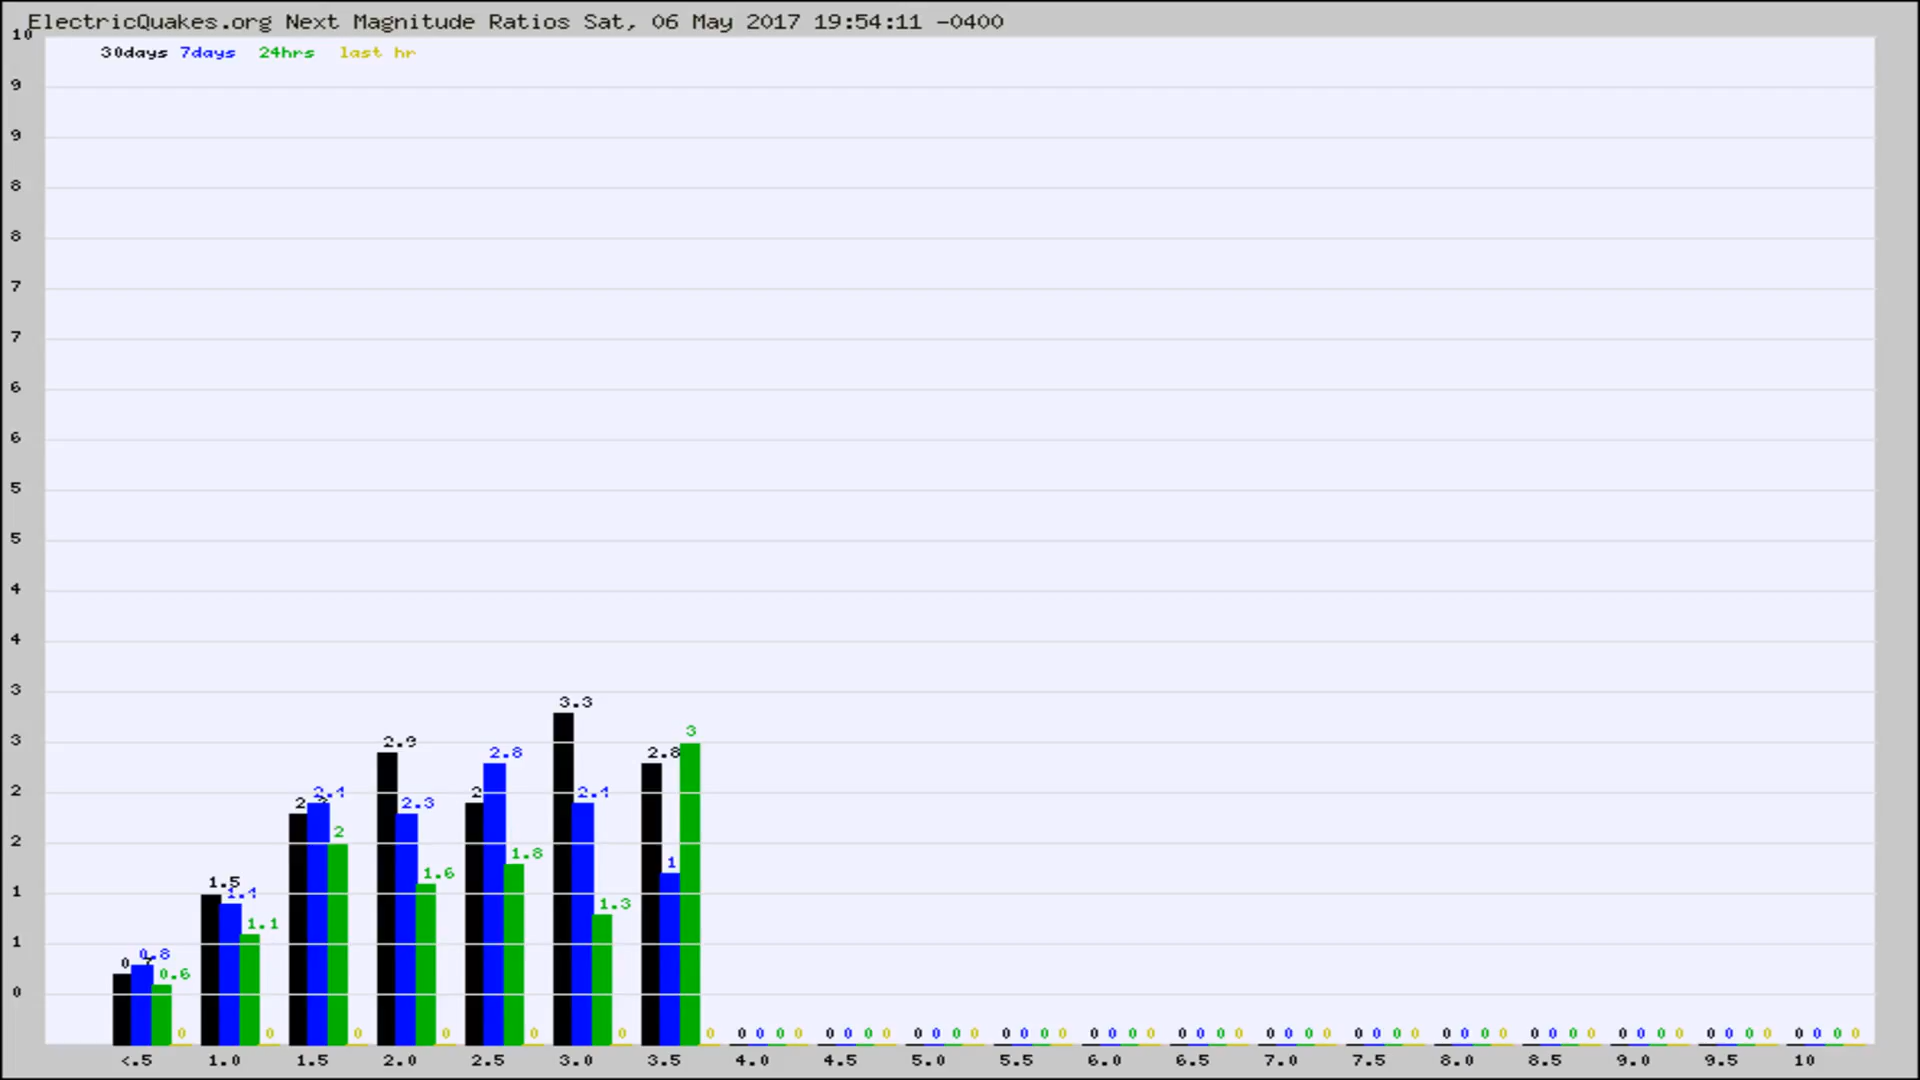 ElectricQuakes.org Next Magnitude Ratios Sat, 06 May 2017 19:54:11 -0400
30days 7days 24hrs last hr
10
9
9
8
8
7
7
6
6
5
5
4
4
3
3
2
2
1
1
0
0.8 0.6 0
1.5 1.4 1.1 0
2.4 2 0
2.9 2.3 1.6 0
2 2.8 1.8 0
3.3 2.4 1.3 0
2.8 1 3 0
0 0 0 0
0 0 0 0
0 0 0 0
0 0 0 0
0 0 0 0
0 0 0 0
0 0 0 0
0 0 0 0
0 0 0 0
0 0 0 0
0 0 0 0
0 0 0 0
0 0 0 0
<.5 1.0 1.5 2.0 2.5 3.0 3.5 4.0 4.5 5.0 5.5 6.0 6.5 7.0 7.5 8.0 8.5 9.0 9.5 10